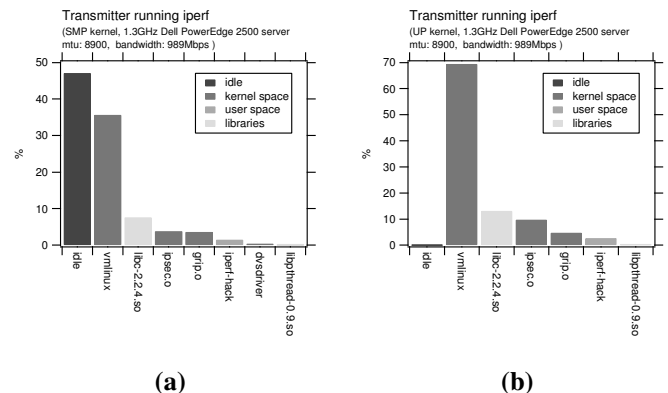 Transmitter running iperf
(SMP kernel, 1.3GHz Dell PowerEdge 2500 server
mtu: 8900, bandwidth: 989Mbps )
50
40
30
20
10
0
%
idle
kernel space
user space
libraries
idle
vmlinux
libc-2.2.4.so
ipsec.o
grip.o
iperf-hack
dvsdriver
libpthread-0.9.so
(a)
Transmitter running iperf
(UP kernel, 1.3GHz Dell PowerEdge 2500 server
mtu: 8900, bandwidth: 989Mbps )
70
60
50
40
30
20
10
0
%
idle
kernel space
user space
libraries
idle
vmlinux
libc-2.2.4.so
ipsec.o
grip.o
iperf-hack
libpthread-0.9.so
(b)